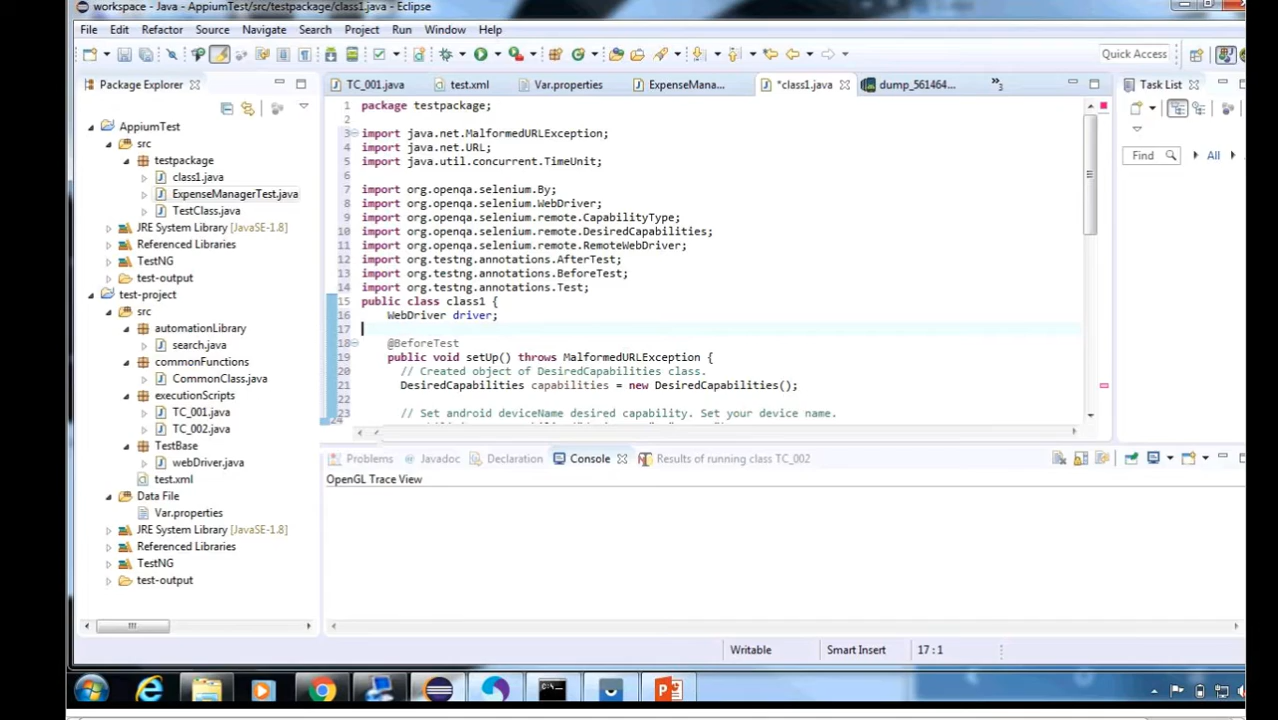 workspace - Java - AppiumTest/src/testpackage/class1.java - Eclipse
File Edit Refactor Source Navigate Search Project Run Window Help
Quick Access
Package Explorer
AppiumTest
src
testpackage
class1.java
ExpenseManagerTest.java
TestClass.java
JRE System Library [JavaSE-1.8]
Referenced Libraries
TestNG
test-output
test-project
src
automationLibrary
search.java
commonFunctions
CommonClass.java
executionScripts
TC_001.java
TC_002.java
TestBase
webDriver.java
test.xml
Data File
Var.properties
JRE System Library [JavaSE-1.8]
Referenced Libraries
TestNG
test-output
TC_001.java test.xml Var.properties ExpenseMana... *class1.java dump_561464... »3
1 package testpackage;
2
3 import java.net.MalformedURLException;
4 import java.net.URL;
5 import java.util.concurrent.TimeUnit;
6
7 import org.openqa.selenium.By;
8 import org.openqa.selenium.WebDriver;
9 import org.openqa.selenium.remote.CapabilityType;
10 import org.openqa.selenium.remote.DesiredCapabilities;
11 import org.openqa.selenium.remote.RemoteWebDriver;
12 import org.testng.annotations.AfterTest;
13 import org.testng.annotations.BeforeTest;
14 import org.testng.annotations.Test;
15 public class class1 {
16 WebDriver driver;
17
18 @BeforeTest
19 public void setUp() throws MalformedURLException {
20 // Created object of DesiredCapabilities class.
21 DesiredCapabilities capabilities = new DesiredCapabilities();
22
23 // Set android deviceName desired capability. Set your device name.
24
Task List
Find All
Problems Javadoc Declaration Console Results of running class TC_002
OpenGL Trace View
Writable Smart Insert 17 : 1